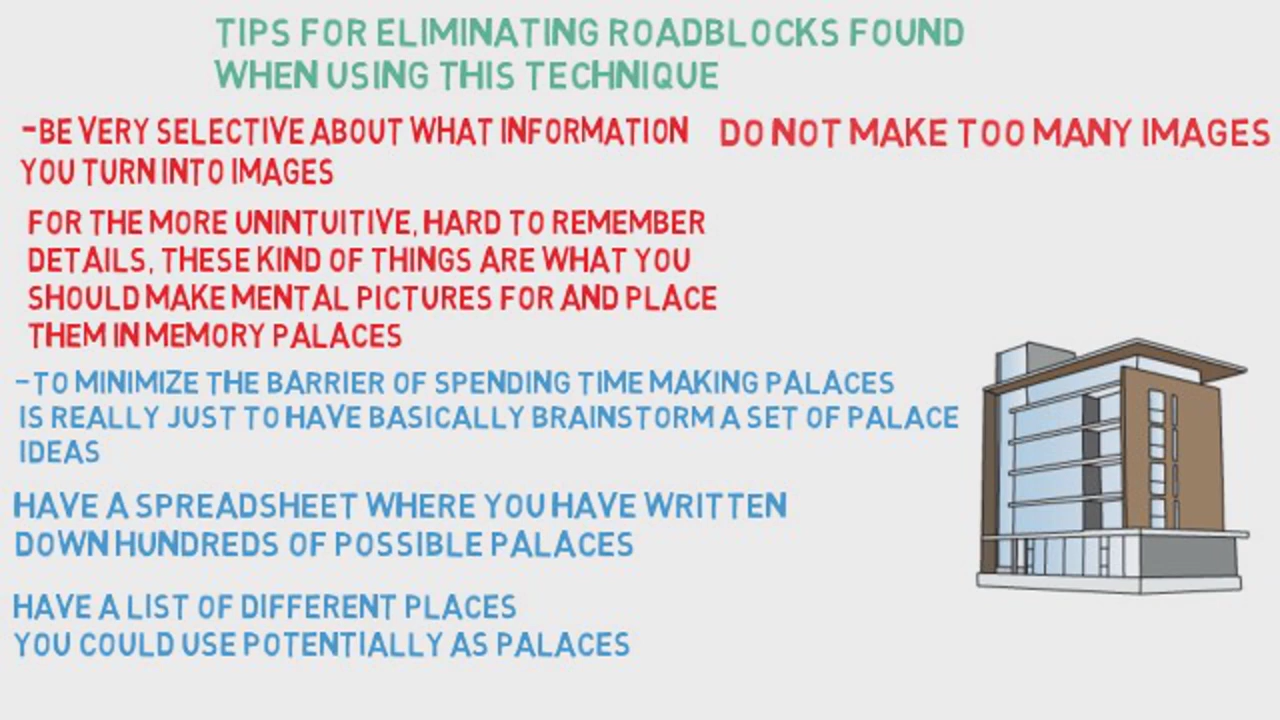 TIPS FOR ELIMINATING ROADBLOCKS FOUND
WHEN USING THIS TECHNIQUE
-BE VERY SELECTIVE ABOUT WHAT INFORMATION
YOU TURN INTO IMAGES
DO NOT MAKE TOO MANY IMAGES
FOR THE MORE UNINTUITIVE, HARD TO REMEMBER
DETAILS, THESE KIND OF THINGS ARE WHAT YOU
SHOULD MAKE MENTAL PICTURES FOR AND PLACE
THEM IN MEMORY PALACES
-TO MINIMIZE THE BARRIER OF SPENDING TIME MAKING PALACES
IS REALLY JUST TO HAVE BASICALLY BRAINSTORM A SET OF PALACE
IDEAS
HAVE A SPREADSHEET WHERE YOU HAVE WRITTEN
DOWN HUNDREDS OF POSSIBLE PALACES
HAVE A LIST OF DIFFERENT PLACES
YOU COULD USE POTENTIALLY AS PALACES